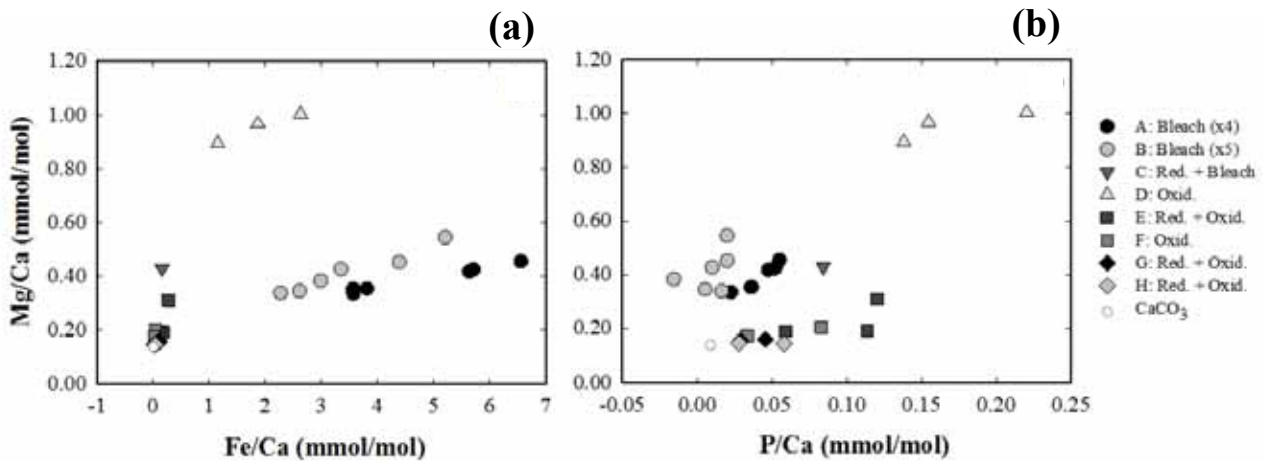 (a)
(b)
Mg/Ca (mmol/mol)
1.20
1.00
0.80
0.60
0.40
0.20
0.00
-1 0 1 2 3 4 5 6 7
Fe/Ca (mmol/mol)
1.20
1.00
0.80
0.60
0.40
0.20
0.00
-0.05 0.00 0.05 0.10 0.15 0.20 0.25
P/Ca (mmol/mol)
A: Bleach (x4)
B: Bleach (x5)
C: Red. + Bleach
D: Oxid.
E: Red. + Oxid.
F: Oxid.
G: Red. + Oxid.
H: Red. + Oxid.
CaCO₃